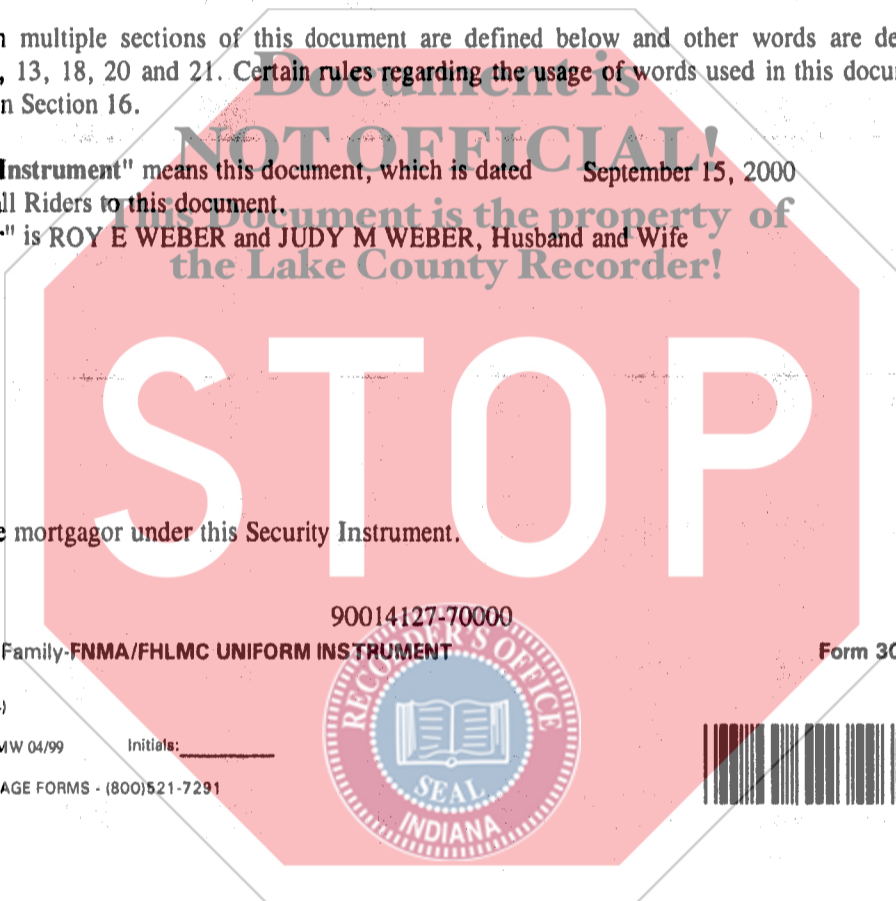 multiple sections of this document are defined below and other words are de
, 13, 18, 20 and 21. Certain rules regarding the usage of words used in this docu
n Section 16.
Document is
NOT OFFICIAL!
Instrument" means this document, which is dated September 15, 2000
ll Riders to this document.
This Document is the property of
" is ROY E WEBER and JUDY M WEBER, Husband and Wife
the Lake County Recorder!
STOP
e mortgagor under this Security Instrument.
90014127-70000
Family-FNMA/FHLMC UNIFORM INSTRUMENT Form 30
MW 04/99 Initials:
AGE FORMS - (800)521-7291
RECORDER'S OFFICE
SEAL
INDIANA